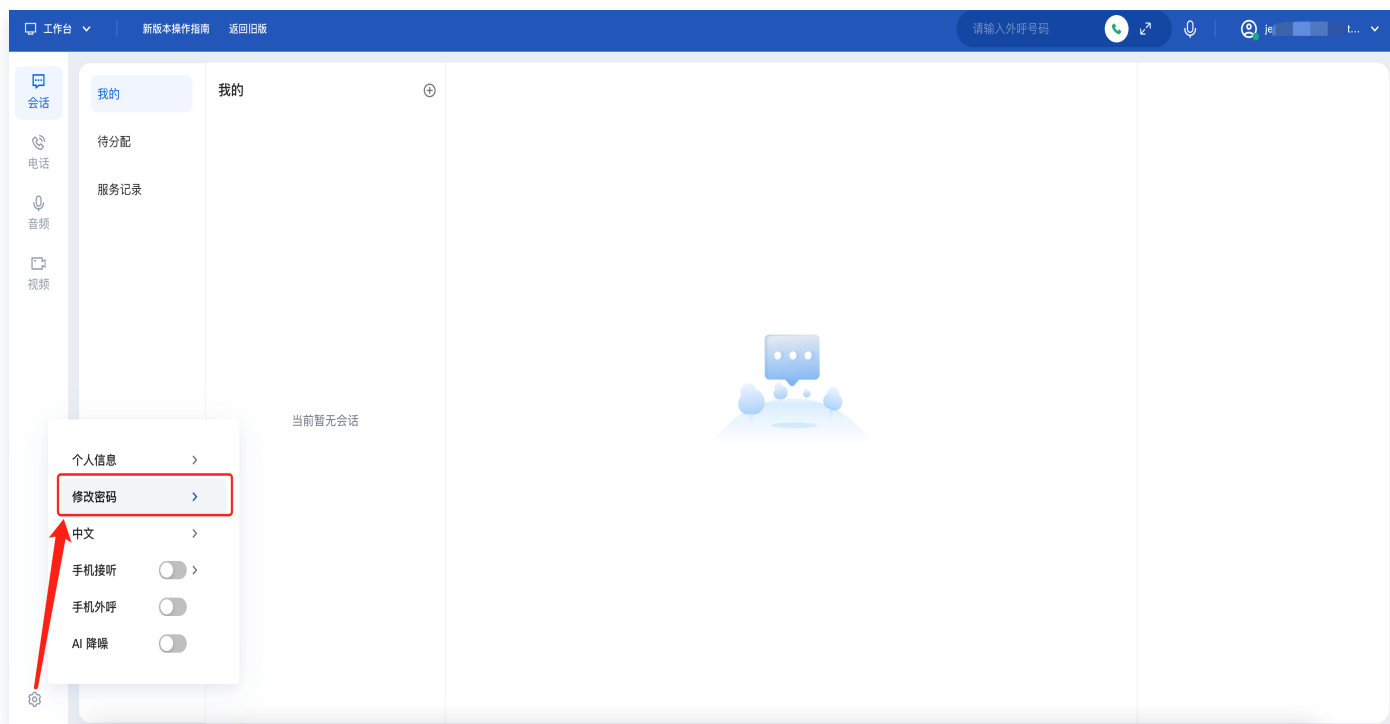 工作台
新版本操作指南
返回旧版
请输入外呼号码
会话
电话
音频
视频
我的
待分配
服务记录
我的
当前暂无会话
个人信息
修改密码
中文
手机接听
手机外呼
AI 降噪